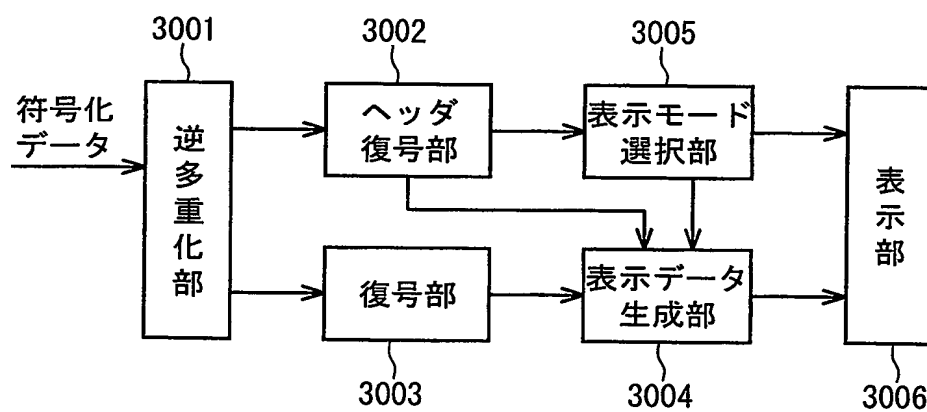 3001
3002
3005
符号化
データ
逆多重化部
ヘッダ
復号部
表示モード
選択部
表示部
復号部
表示データ
生成部
3003
3004
3006